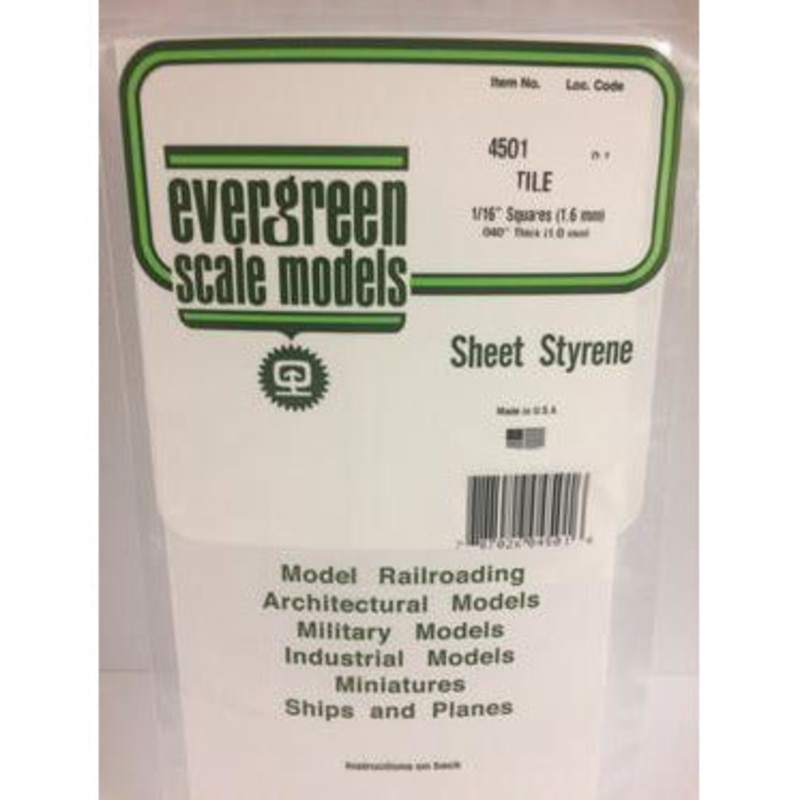 Item No. Loc. Code
4501
TILE
1/16" Squares (1.6 mm)
.040" Thick (1.0 mm)
evergreen
scale models
Sheet Styrene
Made in U.S.A
Model Railroading
Architectural Models
Military Models
Industrial Models
Miniatures
Ships and Planes
Instructions on back